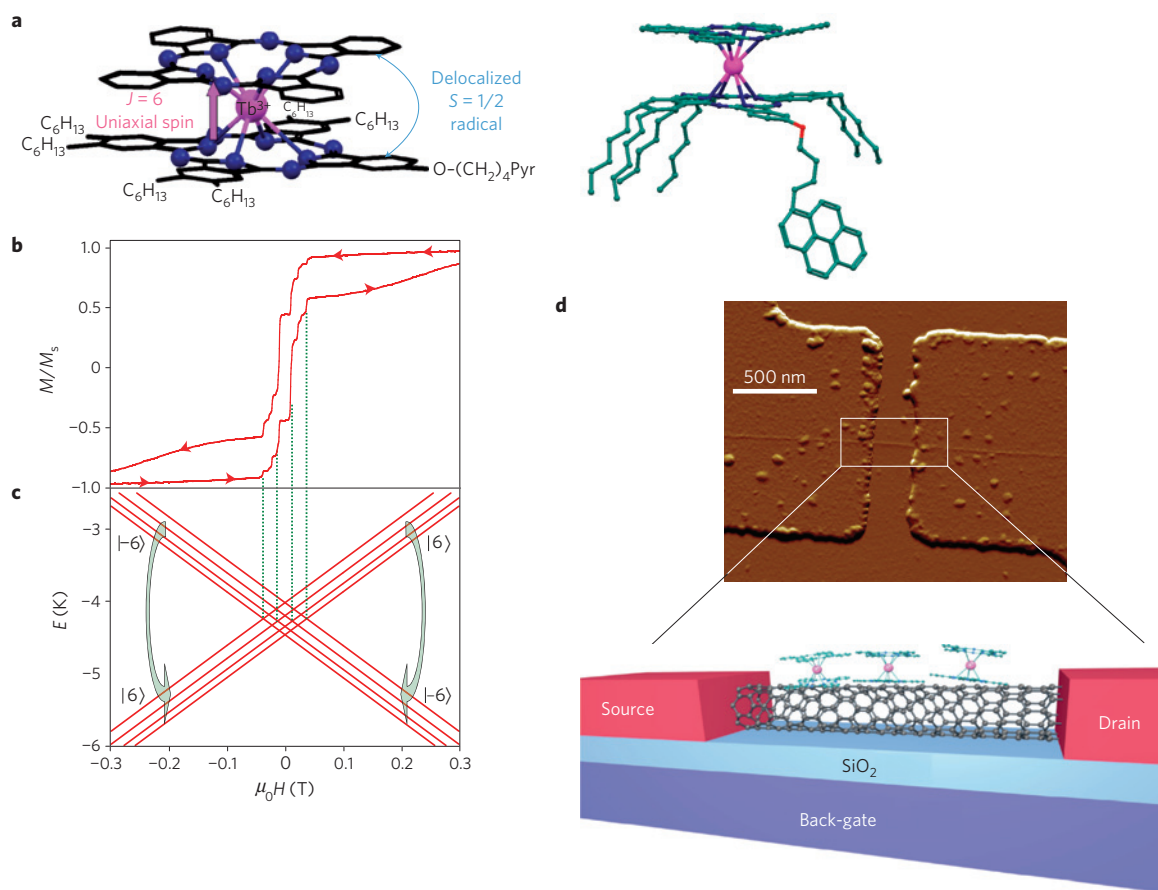 a
J = 6
Uniaxial spin
Tb³⁺
Delocalized
S = 1/2
radical
C₆H₁₃
C₆H₁₃
C₆H₁₃
C₆H₁₃
O–(CH₂)₄Pyr
C₆H₁₃
C₆H₁₃
b
1.0
0.5
0
−0.5
−1.0
M/Mₛ
c
−3
−4
−5
−6
E (K)
|−6⟩
|6⟩
|6⟩
|−6⟩
−0.3
−0.2
−0.1
0
0.1
0.2
0.3
μ₀H (T)
d
500 nm
Source
Drain
SiO₂
Back-gate